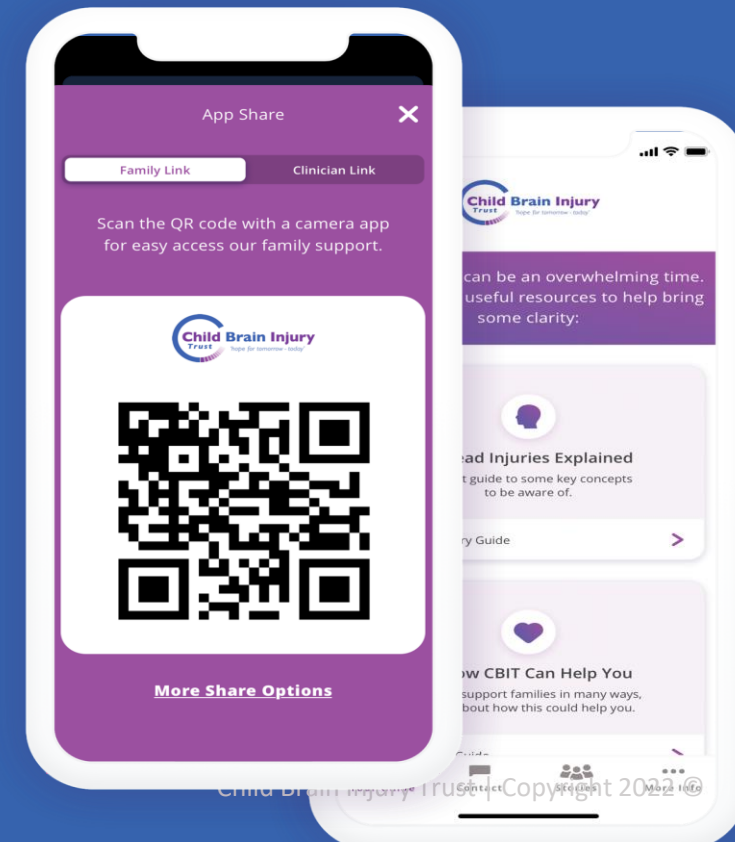 App Share
Family Link
Clinician Link
Scan the QR code with a camera app
for easy access our family support.
Child Brain Injury
Trust
'hope for tomorrow - today'
More Share Options
Child Brain Injury
Trust
'hope for tomorrow - today'
can be an overwhelming time.
useful resources to help bring
some clarity:
ad Injuries Explained
guide to some key concepts
to be aware of.
Guide
CBIT Can Help You
support families in many ways,
bout how this could help you.
Contact
Stories
More Info
Child Brain Injury Trust | Copyright 2022 ©